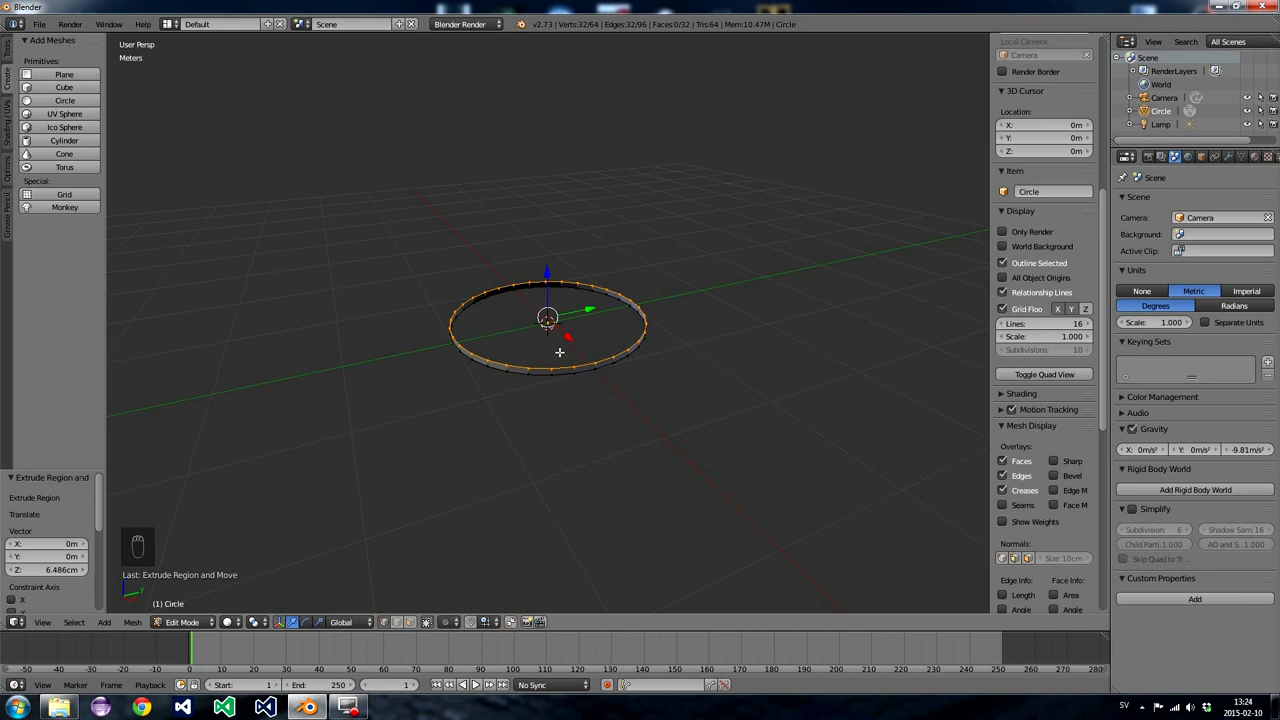 Blender
File Render Window Help Default Scene Blender Render v2.73 | Verts:32/64 | Edges:32/96 | Faces:0/32 | Tris:64 | Mem:10.47M | Circle
Tools
Create
Shading / UVs
Options
Grease Pencil
Add Meshes
Primitives:
Plane
Cube
Circle
UV Sphere
Ico Sphere
Cylinder
Cone
Torus
Special:
Grid
Monkey
Extrude Region and
Extrude Region
Translate
Vector
X: 0m
Y: 0m
Z: 6.486cm
Constraint Axis
X
User Persp
Meters
Last: Extrude Region and Move
(1) Circle
View Select Add Mesh Edit Mode Global
Local Camera:
Camera
Render Border
3D Cursor
Location:
X: 0m
Y: 0m
Z: 0m
Item
Circle
Display
Only Render
World Background
Outline Selected
All Object Origins
Relationship Lines
Grid Floo X Y Z
Lines: 16
Scale: 1.000
Subdivisions: 10
Toggle Quad View
Shading
Motion Tracking
Mesh Display
Overlays:
Faces Sharp
Edges Bevel
Creases Edge M
Seams Face M
Show Weights
Normals:
Size: 10cm
Edge Info: Face Info:
Length Area
Angle Angle
View Search All Scenes
Scene
RenderLayers
World
Camera
Circle
Lamp
Scene
Scene
Camera: Camera
Background:
Active Clip:
Units
None Metric Imperial
Degrees Radians
Scale: 1.000 Separate Units
Keying Sets
Color Management
Audio
Gravity
X: 0m/s² Y: 0m/s² -9.81m/s²
Rigid Body World
Add Rigid Body World
Simplify
Subdivision: 6 Shadow Sam: 16
Child Parti: 1.000 AO and S: 1.000
Skip Quad to Tr...
Custom Properties
Add
-50 -40 -30 -20 -10 0 10 20 30 40 50 60 70 80 90 100 110 120 130 140 150 160 170 180 190 200 210 220 230 240 250 260 270 280
View Marker Frame Playback Start: 1 End: 250 1 No Sync
SV 13:24
2015-02-10